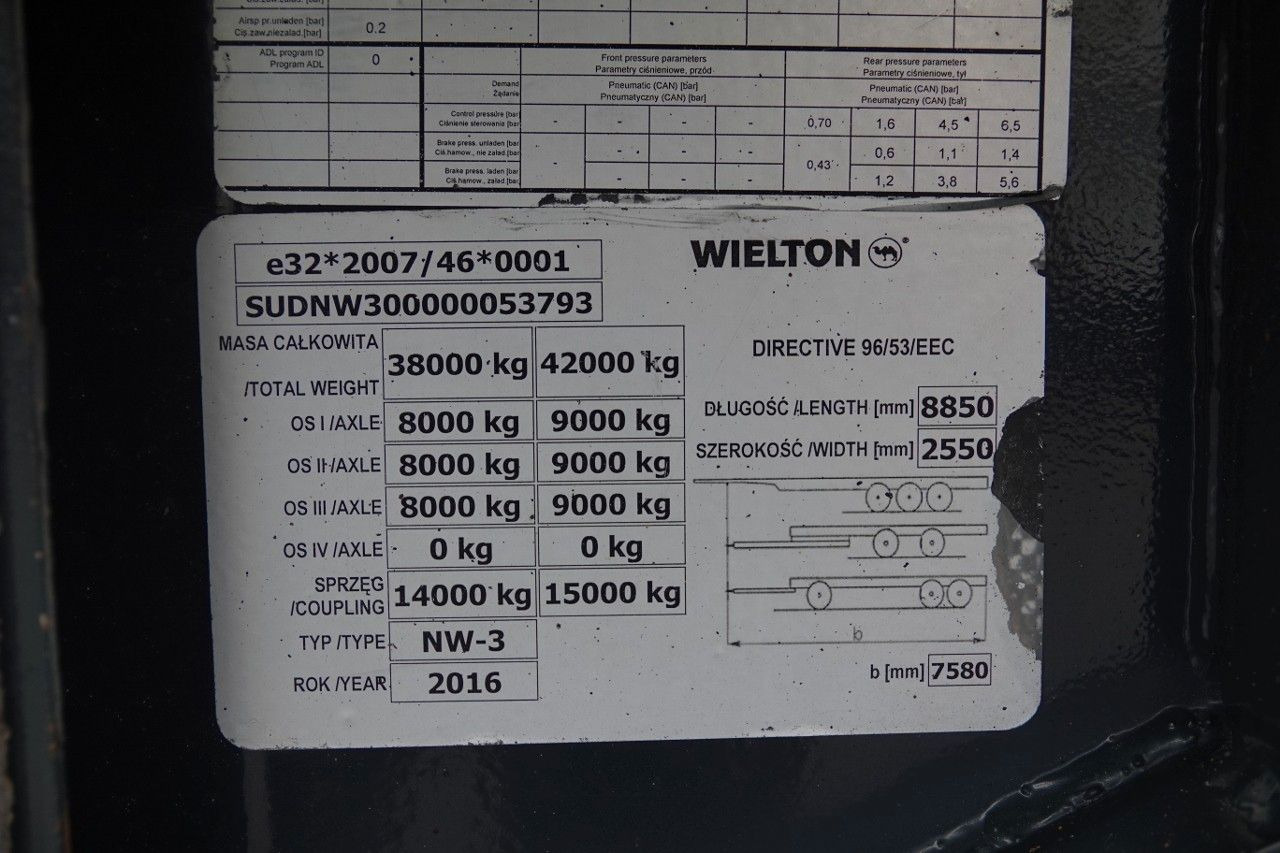 Airsp pr.unladen [bar]
Ciś.zaw.niezaład.[bar] 0.2
ADL program ID
Program ADL 0
Front pressure parameters
Parametry ciśnieniowe, przód
Rear pressure parameters
Parametry ciśnieniowe, tył
Demand
Żądanie
Pneumatic (CAN) [bar]
Pneumatyczny (CAN) [bar]
Pneumatic (CAN) [bar]
Pneumatyczny (CAN) [bar]
Control pressure [bar
Ciśnienie sterowania [bar - - - - 0,70 1,6 4,5 6,5
Brake press. unladen [bar
Ciś.hamow., nie załad. [bar - - - - 0,43 0,6 1,1 1,4
Brake press. laden [bar
Ciś.hamow., załad. [bar - - - 1,2 3,8 5,6
e32*2007/46*0001
WIELTON ®
SUDNW300000053793
MASA CAŁKOWITA
/TOTAL WEIGHT 38000 kg 42000 kg
DIRECTIVE 96/53/EEC
OS I /AXLE 8000 kg 9000 kg
DŁUGOŚĆ /LENGTH [mm] 8850
OS II /AXLE 8000 kg 9000 kg
SZEROKOŚĆ /WIDTH [mm] 2550
OS III /AXLE 8000 kg 9000 kg
OS IV /AXLE 0 kg 0 kg
SPRZĘG
/COUPLING 14000 kg 15000 kg
TYP /TYPE NW-3
b
ROK /YEAR 2016
b [mm] 7580